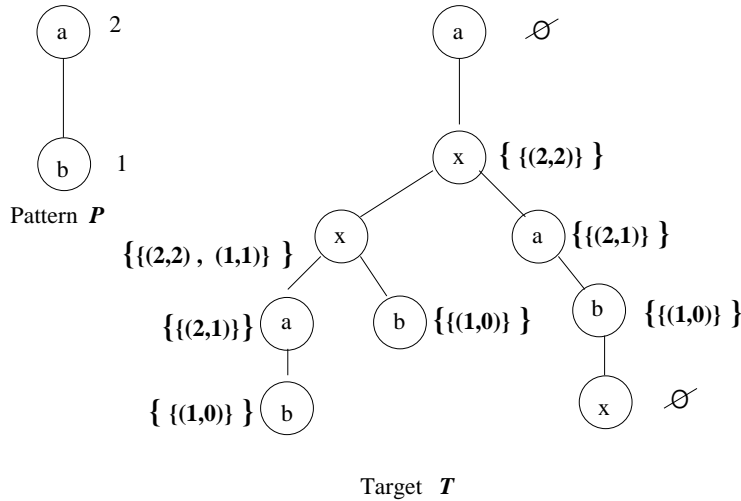 a 2
a Ø
x { {(2,2)} }
b 1
Pattern P
x
{{(2,2) , (1,1)} }
a {{(2,1)} }
{{(2,1)}} a
b {{(1,0)} }
b {{(1,0)} }
{ {(1,0)} } b
x Ø
Target T